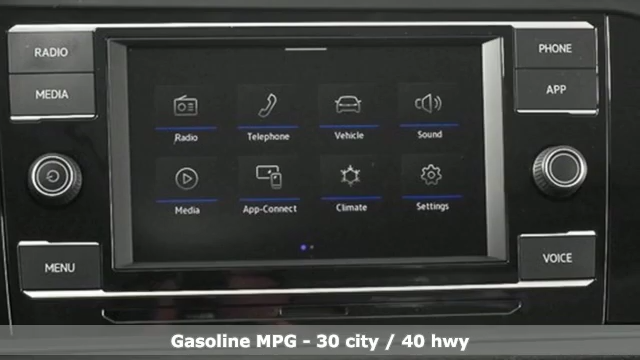 RADIO
PHONE
MEDIA
APP
Radio
Telephone
Vehicle
Sound
Media
App-Connect
Climate
Settings
MENU
VOICE
Gasoline MPG - 30 city / 40 hwy